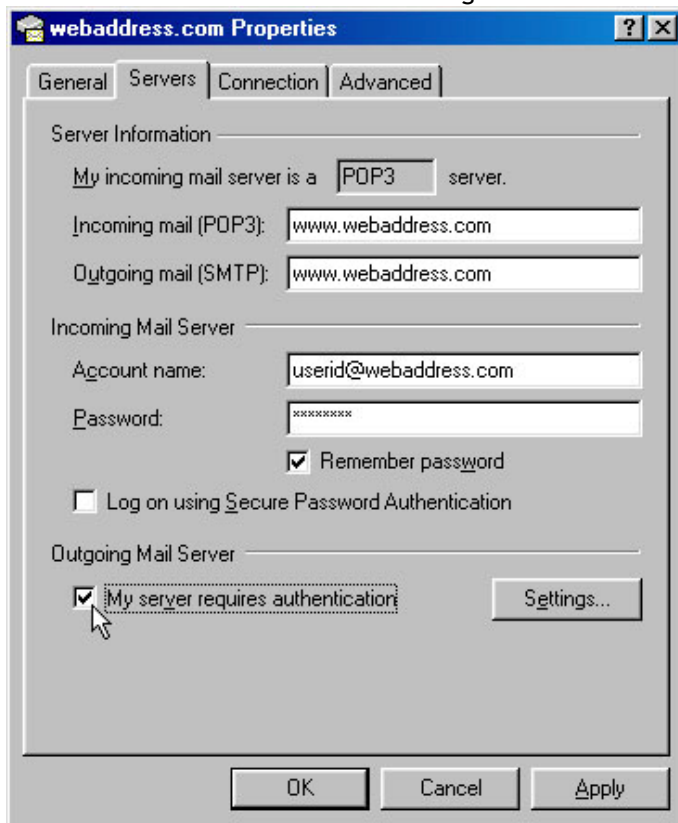 webaddress.com Properties ? X
General Servers Connection Advanced
Server Information
My incoming mail server is a POP3 server.
Incoming mail (POP3): www.webaddress.com
Outgoing mail (SMTP): www.webaddress.com
Incoming Mail Server
Account name: userid@webaddress.com
Password: ********
Remember password
Log on using Secure Password Authentication
Outgoing Mail Server
My server requires authentication Settings...
OK Cancel Apply